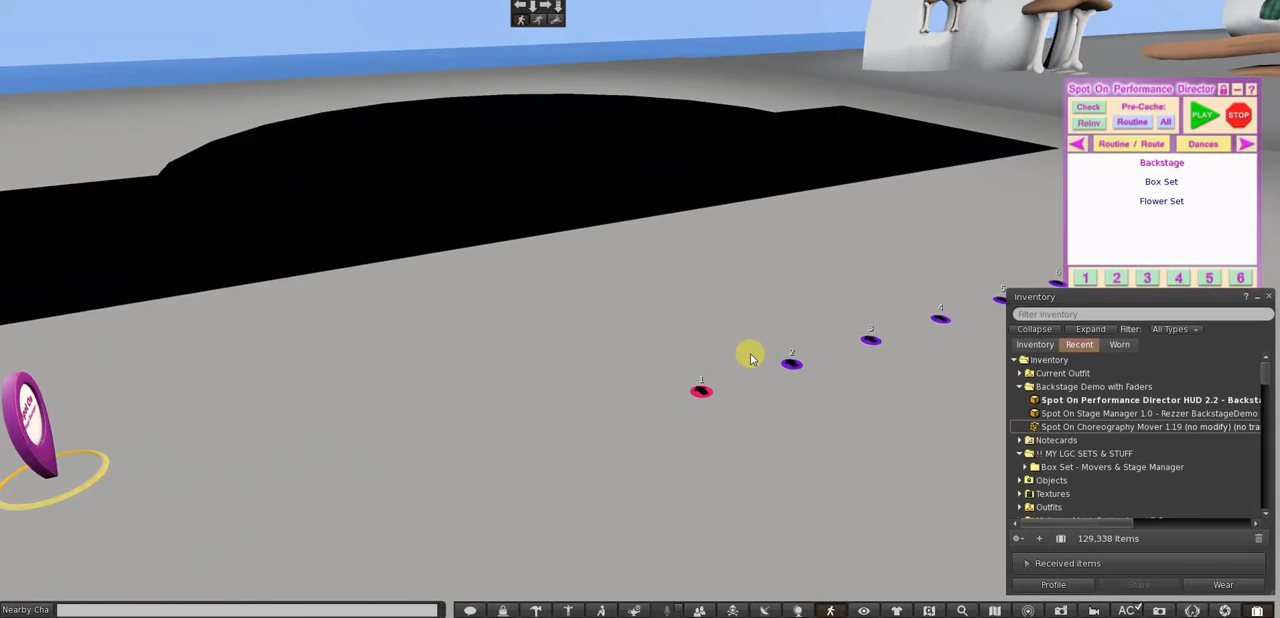 Spot On Performance Director ?
Check Pre-Cache: PLAY STOP
ReInv Routine All
Routine / Route Dances
Backstage
Box Set
Flower Set
1 2 3 4 5 6
6
5
4
3
2
1
Inventory ?
Filter Inventory
Collapse Expand Filter: All Types
Inventory Recent Worn
Inventory
Current Outfit
Backstage Demo with Faders
Spot On Performance Director HUD 2.2 - Backsta
Spot On Stage Manager 1.0 - Rezzer BackstageDemo
Spot On Choreography Mover 1.19 (no modify) (no tra
Notecards
!! MY LGC SETS & STUFF
Box Set - Movers & Stage Manager
Objects
Textures
Outfits
129,338 Items
Received items
Profile Share Wear
Nearby Cha
AC